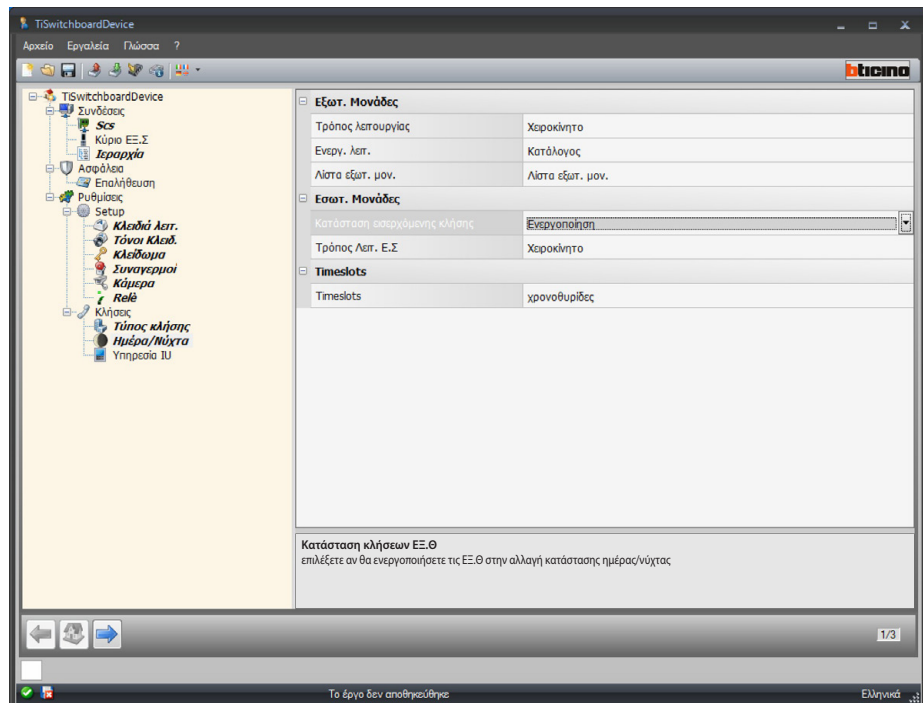 TiSwitchboardDevice
Αρχείο Εργαλεία Γλώσσα ?
bticino
TiSwitchboardDevice
Συνδέσεις
Scs
Κύριο ΕΞ.Σ
Ιεραρχία
Ασφάλεια
Επαλήθευση
Ρυθμίσεις
Setup
Κλειδιά λειτ.
Τόνοι Κλειδ.
Κλείδωμα
Συναγερμοί
Κάμερα
Relè
Κλήσεις
Τύπος κλήσης
Ημέρα/Νύχτα
Υπηρεσία IU
Εξωτ. Μονάδες
Τρόπος λειτουργίας Χειροκίνητο
Ενεργ. λειτ. Κατάλογος
Λίστα εξωτ. μον. Λίστα εξωτ. μον.
Εσωτ. Μονάδες
Κατάσταση εισερχόμενης κλήσης Ενεργοποίηση
Τρόπος Λειτ. Ε.Σ Χειροκίνητο
Timeslots
Timeslots χρονοθυρίδες
Κατάσταση κλήσεων ΕΞ.Θ
επιλέξετε αν θα ενεργοποιήσετε τις ΕΞ.Θ στην αλλαγή κατάστασης ημέρας/νύχτας
1/3
Το έργο δεν αποθηκεύθηκε Ελληνικά